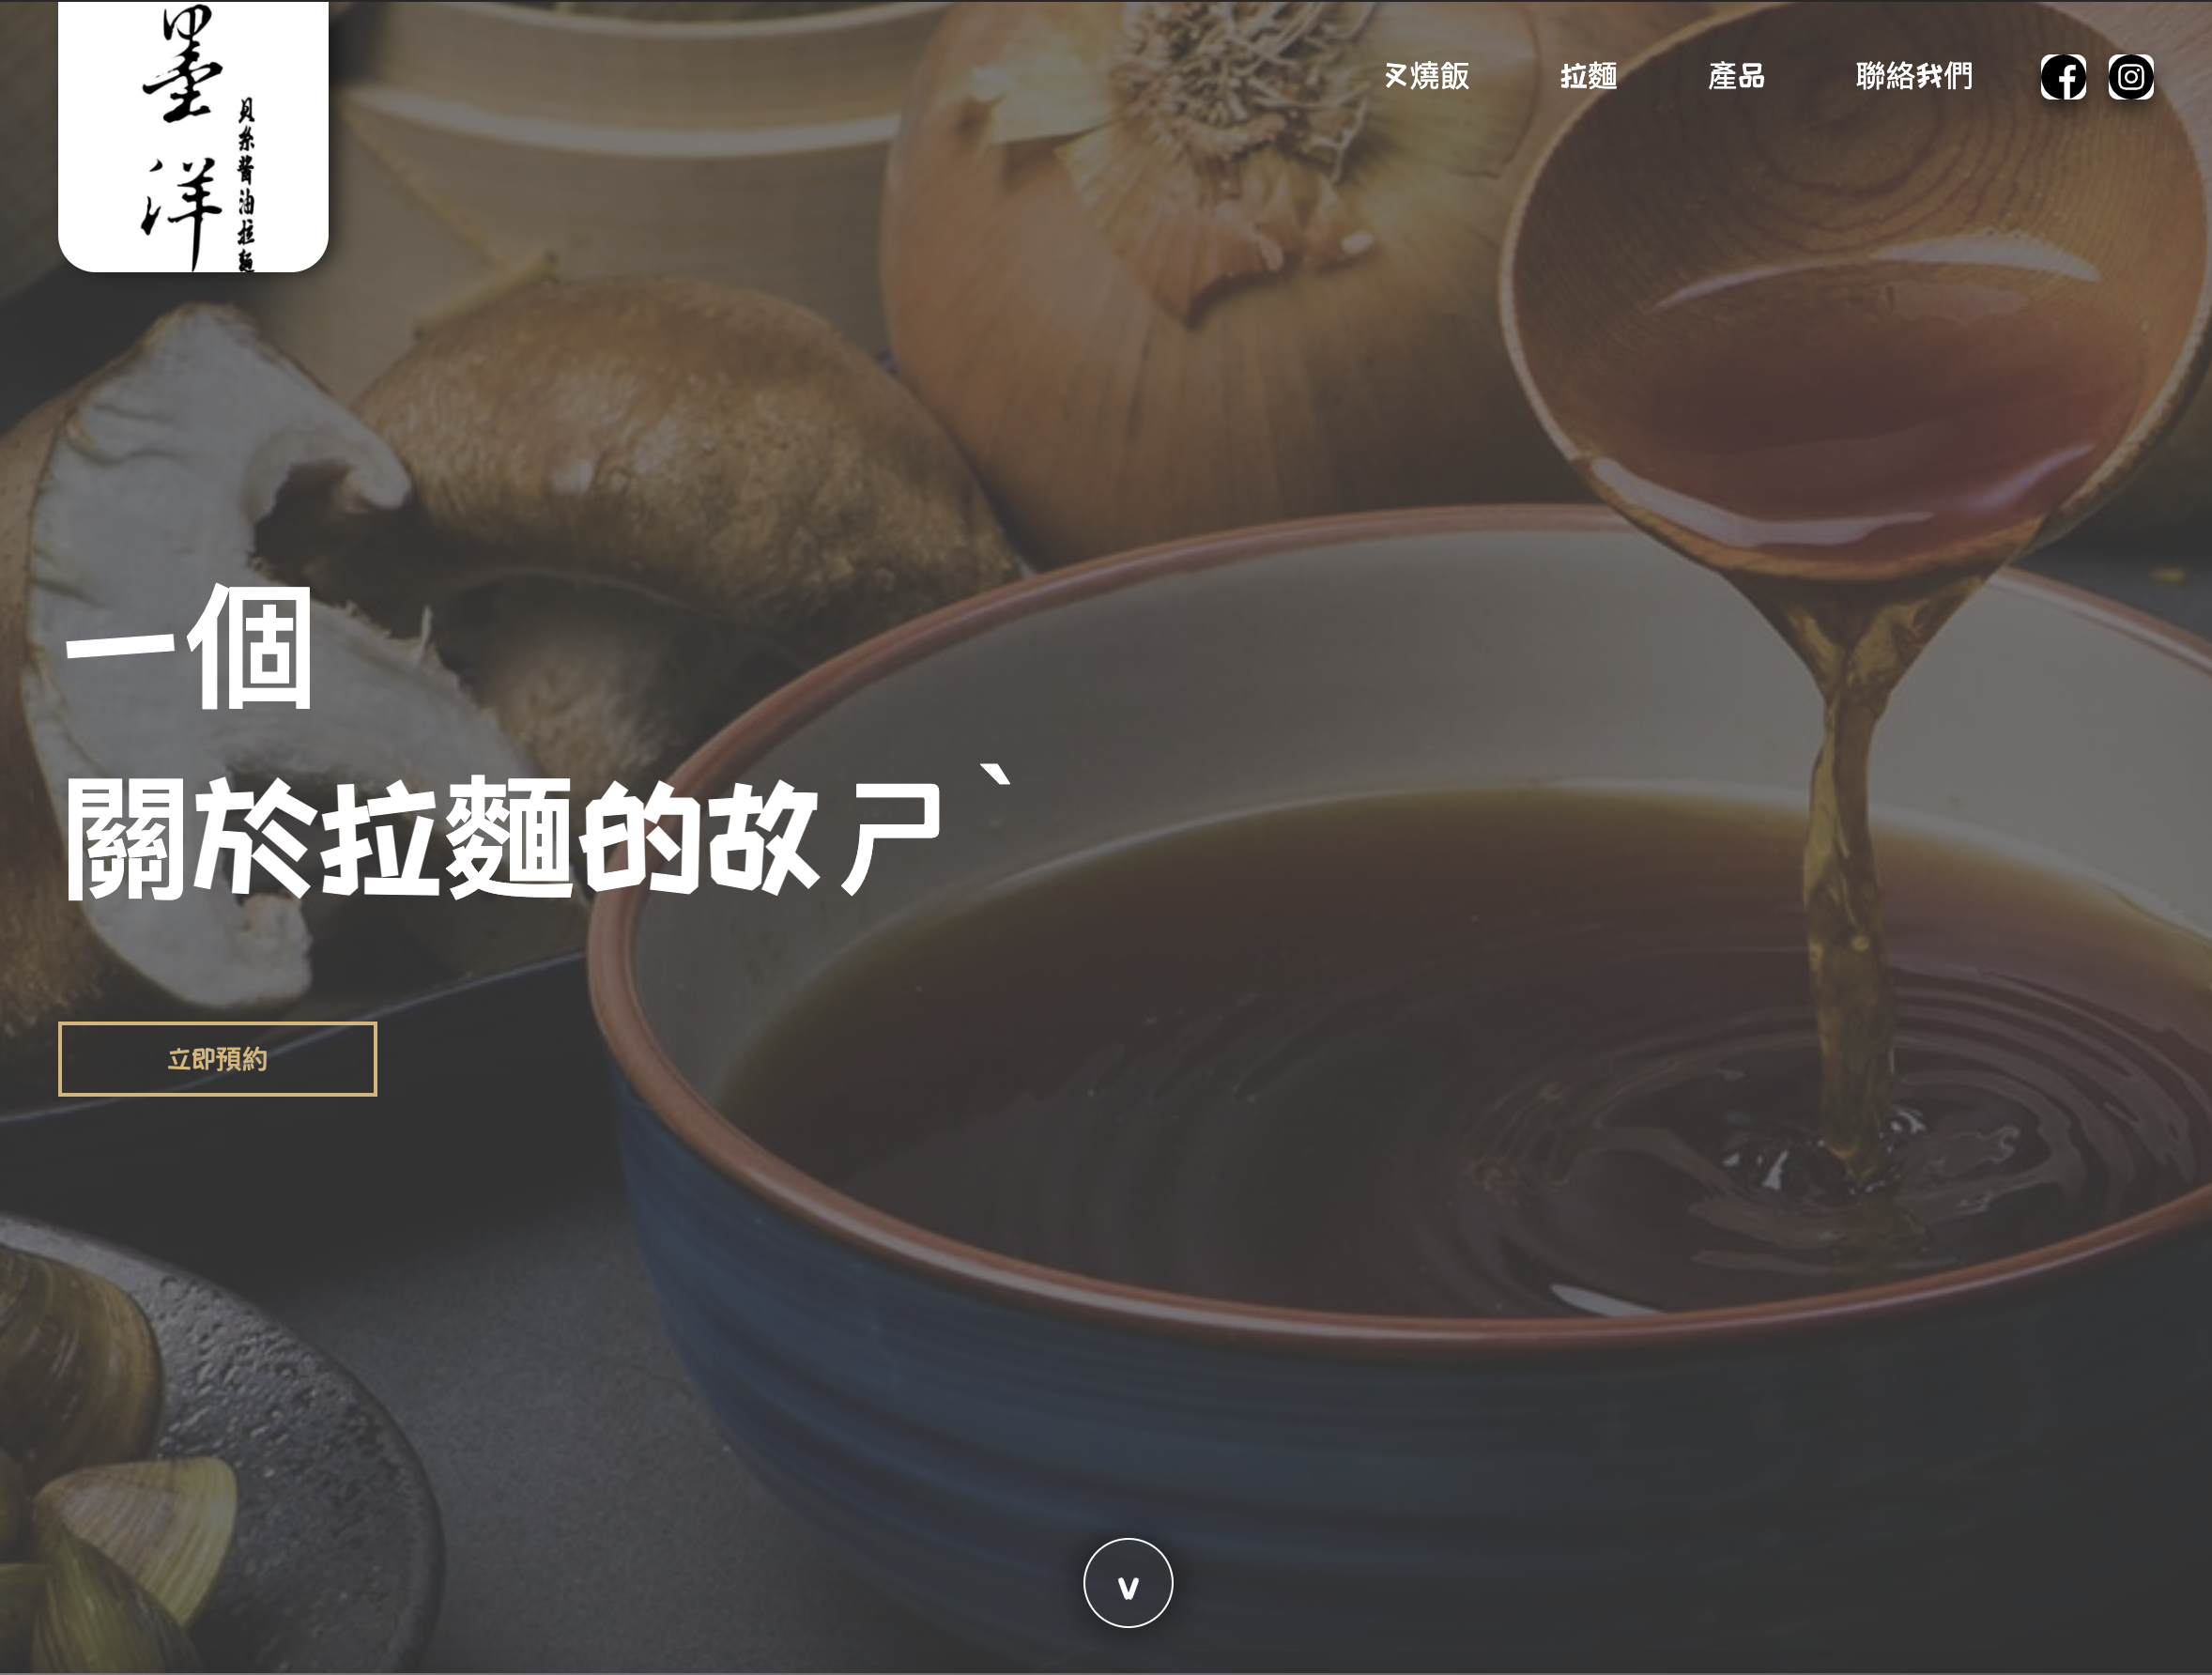 墨洋
貝糸醬油拉麵
叉燒飯 拉麵 產品 聯絡我們
一個
關於拉麵的故ㄕˋ
立即預約
v